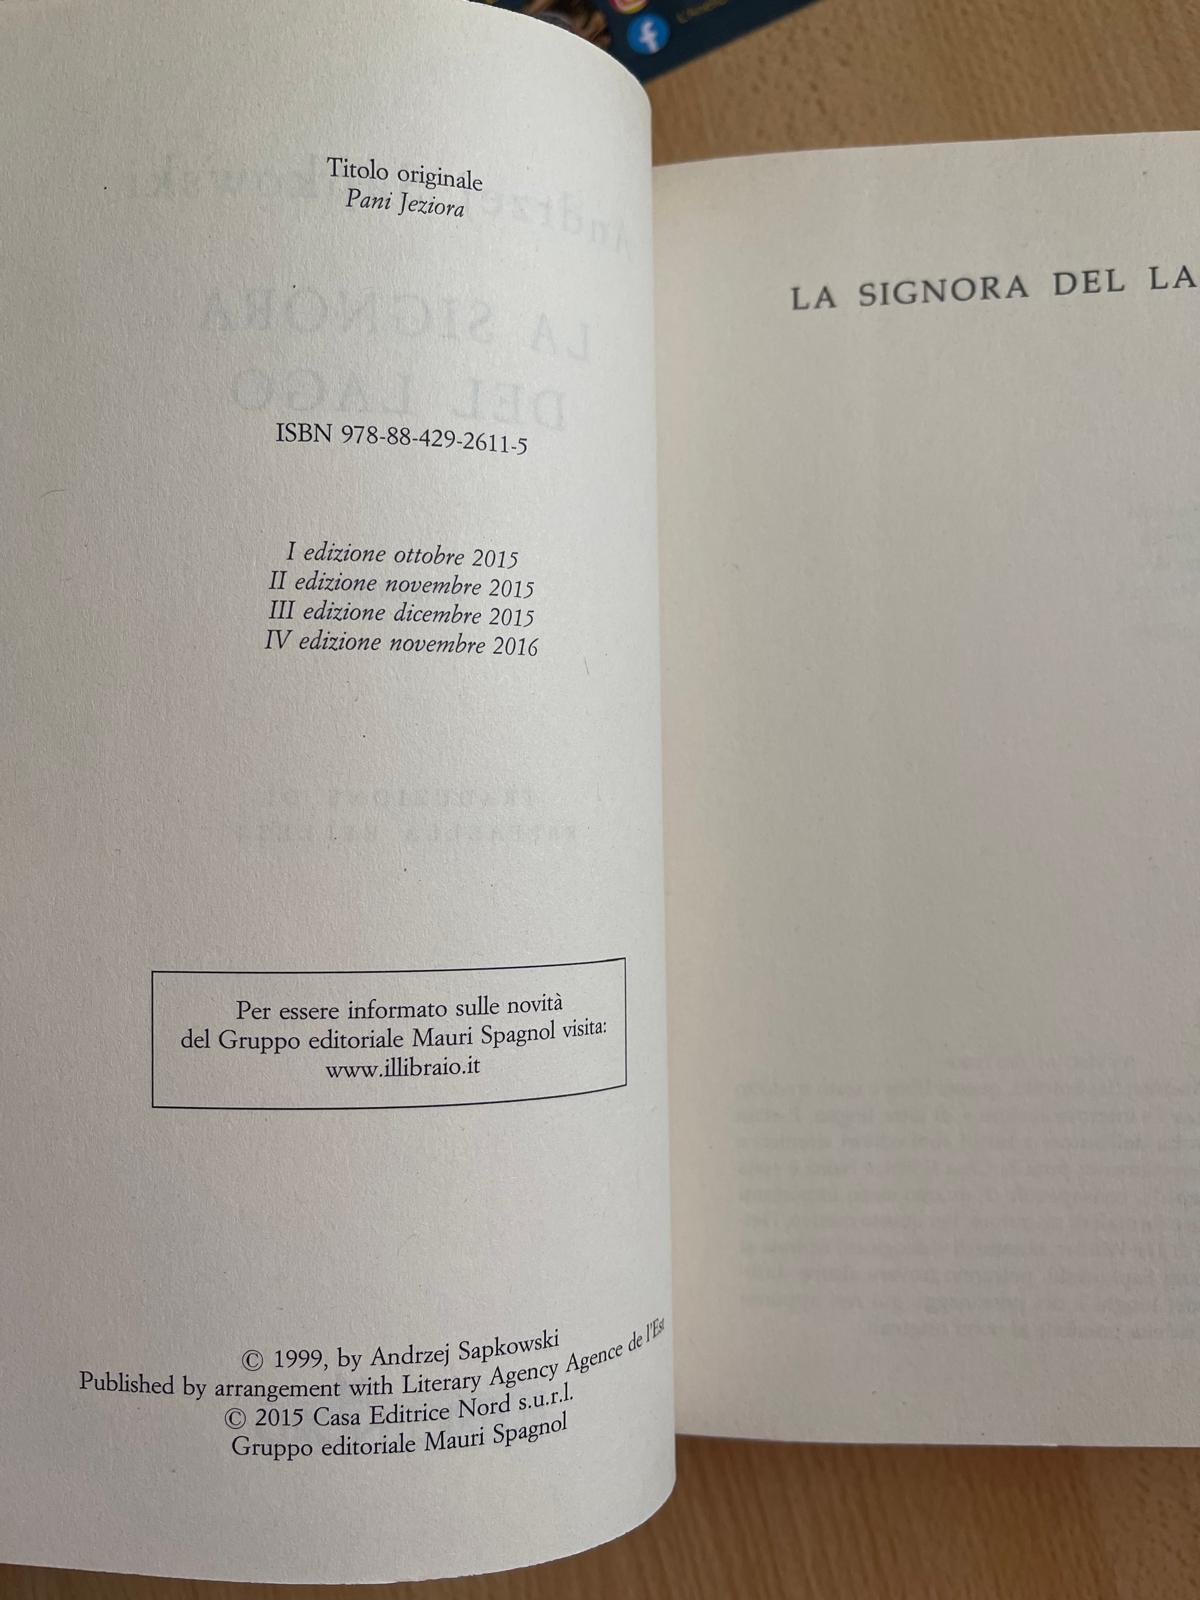 Titolo originale
Pani Jeziora
ISBN 978-88-429-2611-5
I edizione ottobre 2015
II edizione novembre 2015
III edizione dicembre 2015
IV edizione novembre 2016
Per essere informato sulle novità
del Gruppo editoriale Mauri Spagnol visita:
www.illibraio.it
© 1999, by Andrzej Sapkowski
Published by arrangement with Literary Agency Agence de l'Est
© 2015 Casa Editrice Nord s.u.r.l.
Gruppo editoriale Mauri Spagnol
LA SIGNORA DEL LA